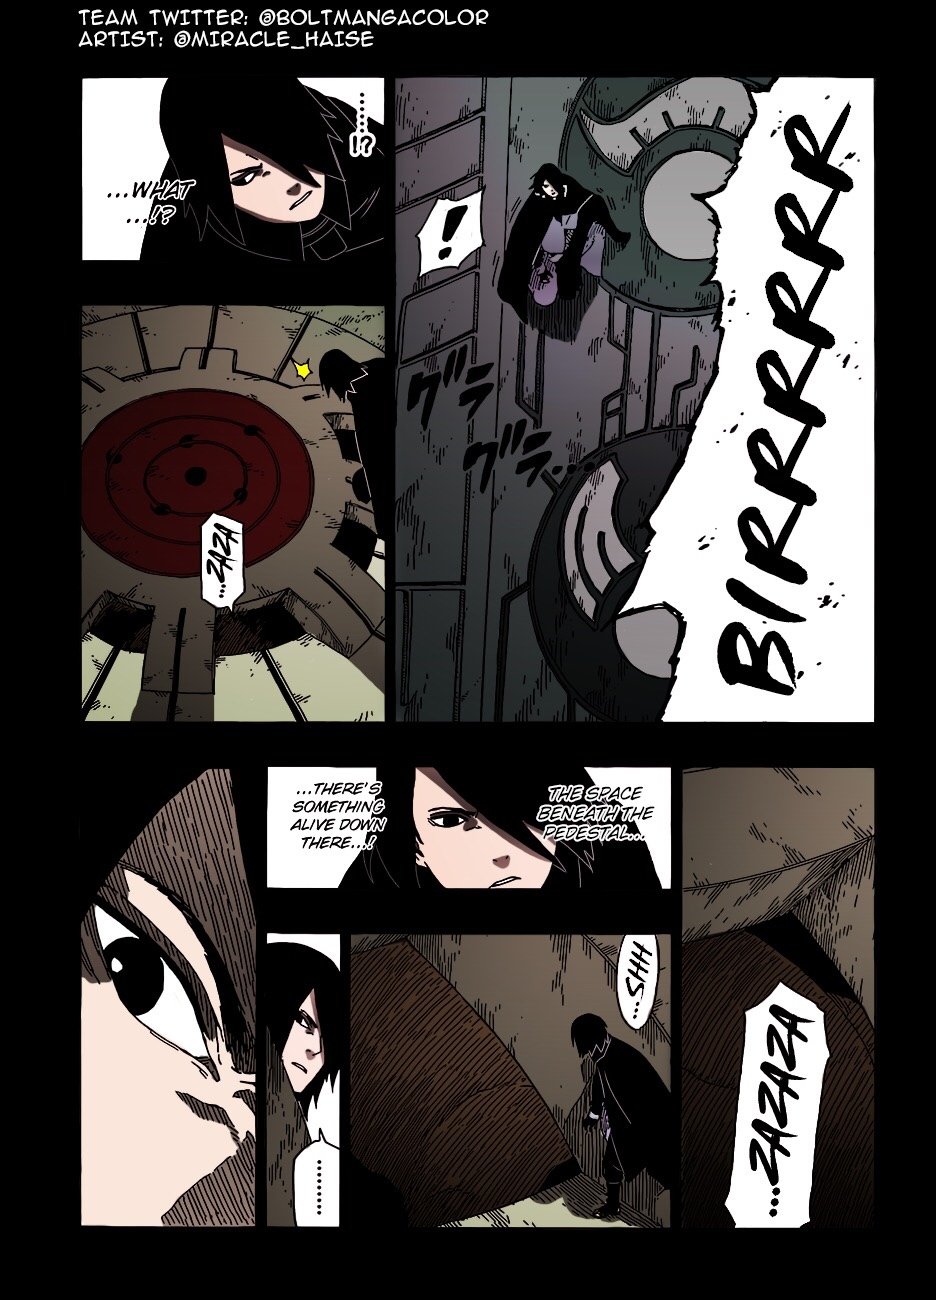 TEAM TWITTER: @BOLTMANGACOLOR
ARTIST: @MIRACLE_HAISE
BIRRRRRR
!
グラ
グラ...
.......!?
...WHAT
...!?
...ZAZA
...ZAZAZA
THE SPACE
BENEATH THE
PEDESTAL...
...THERE'S
SOMETHING
ALIVE DOWN
THERE...!
...SHH
........